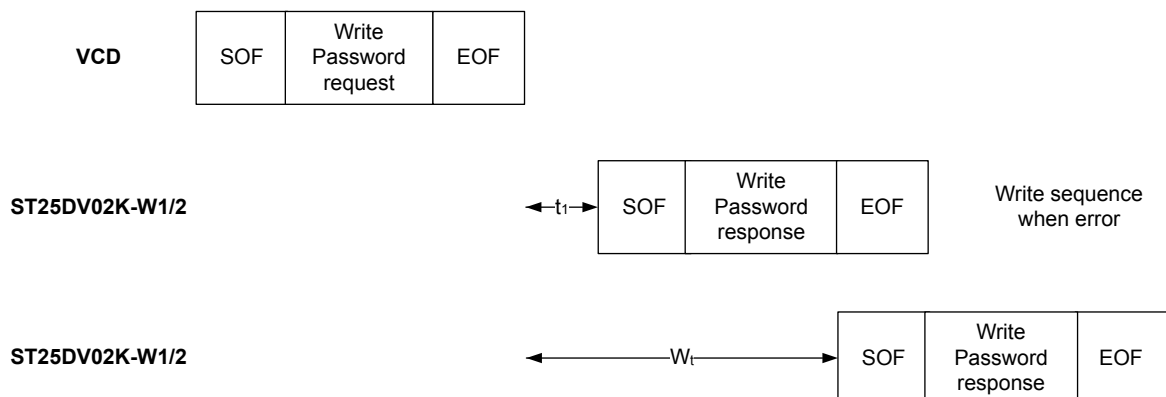 VCD
SOF
Write
Password
request
EOF
ST25DV02K-W1/2
t1
SOF
Write
Password
response
EOF
Write sequence
when error
ST25DV02K-W1/2
Wt
SOF
Write
Password
response
EOF